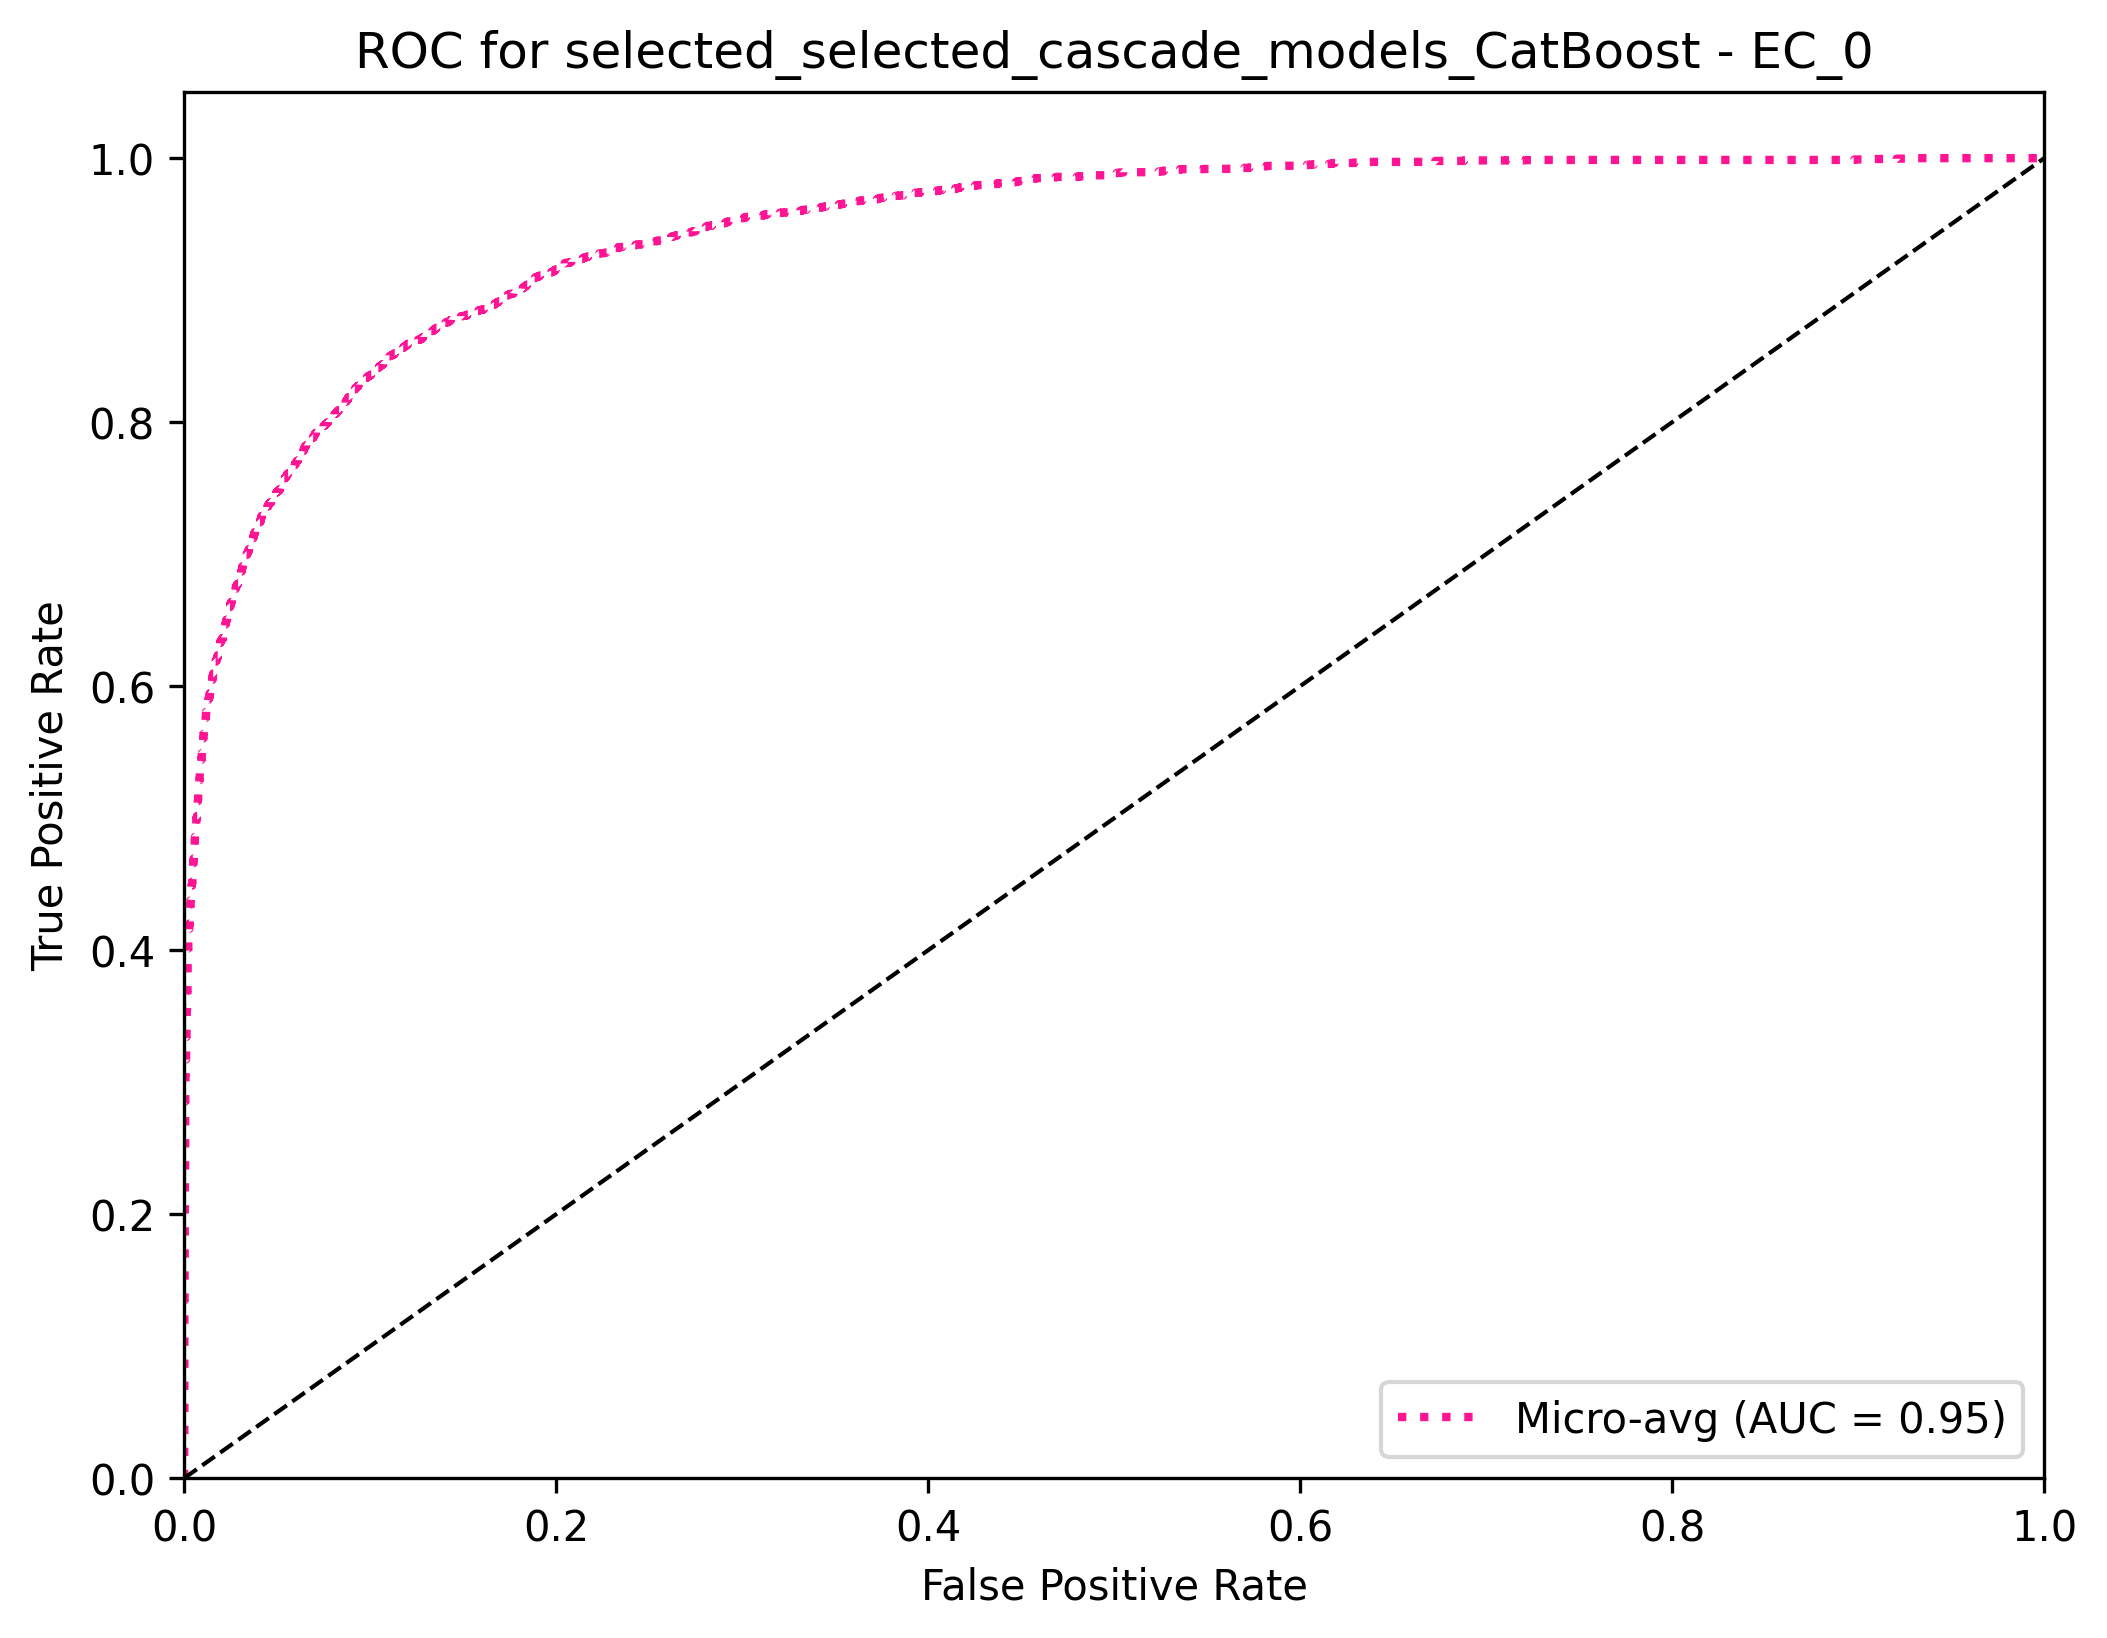 ROC for selected_selected_cascade_models_CatBoost - EC_0
True Positive Rate
1.0
0.8
0.6
0.4
0.2
0.0
0.0 0.2 0.4 0.6 0.8 1.0
False Positive Rate
Micro-avg (AUC = 0.95)